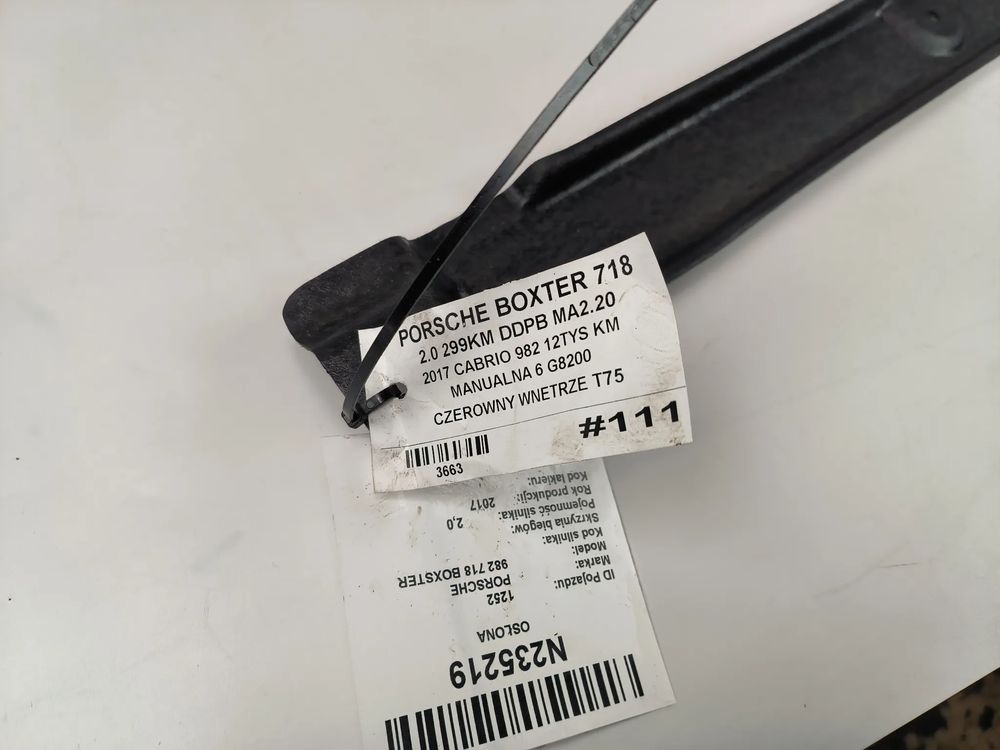 PORSCHE BOXTER 718
2.0 299KM DDPB MA2.20
2017 CABRIO 982 12TYS KM
MANUALNA 6 G8200
CZEROWNY WNETRZE T75
#111
3663
N235219
OSŁONA
ID Pojazdu: 1252
Marka: PORSCHE
Model: 982 718 BOXSTER
Kod silnika:
Skrzynia biegów:
Pojemność silnika: 2,0
Rok produkcji: 2017
Kod lakieru: